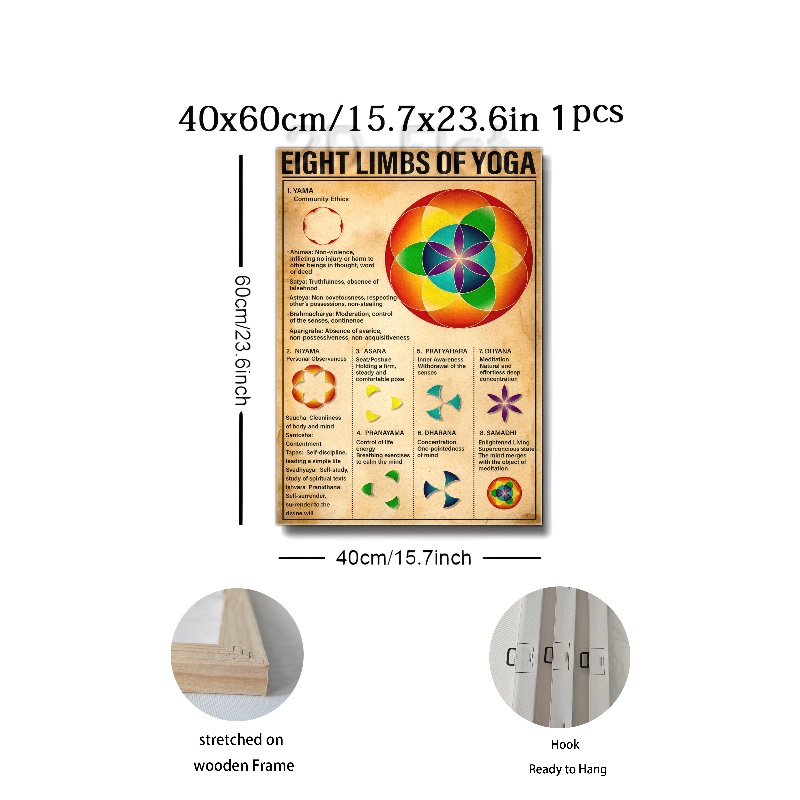 40x60cm/15.7x23.6in 1pcs
EIGHT LIMBS OF YOGA
1. YAMA
Community Ethics
Ahimsa: Non-violence,
inflicting no injury or harm to
other beings in thought, word
or deed
Satya: Truthfulness, absence of
falsehood
Asteya: Non-covetousness, respecting
other's possessions, non-stealing
Brahmacharya: Moderation, control
of the senses, continence
Aparigraha: Absence of avarice,
non-possessiveness, non-acquisitiveness
2. NIYAMA
Personal Observances
Saucha: Cleanliness
of body and mind
Santosha:
Contentment
Tapas: Self-discipline,
leading a simple life
Svadhyaya: Self-study,
study of spiritual texts
Ishvara Pranidhana:
Self-surrender,
surrender to the
divine will
3. ASANA
Seat/Posture
Holding a firm,
steady and
comfortable pose
4. PRANAYAMA
Control of life
energy
Breathing exercises
to calm the mind
5. PRATYAHARA
Inner Awareness
Withdrawal of the
senses
6. DHARANA
Concentration
One-pointedness
of mind
7. DHYANA
Meditation
Natural and
effortless deep
concentration
8. SAMADHI
Enlightened Living
Superconcious state
The mind merges
with the object of
meditation
60cm/23.6inch
40cm/15.7inch
stretched on
wooden Frame
Hook
Ready to Hang